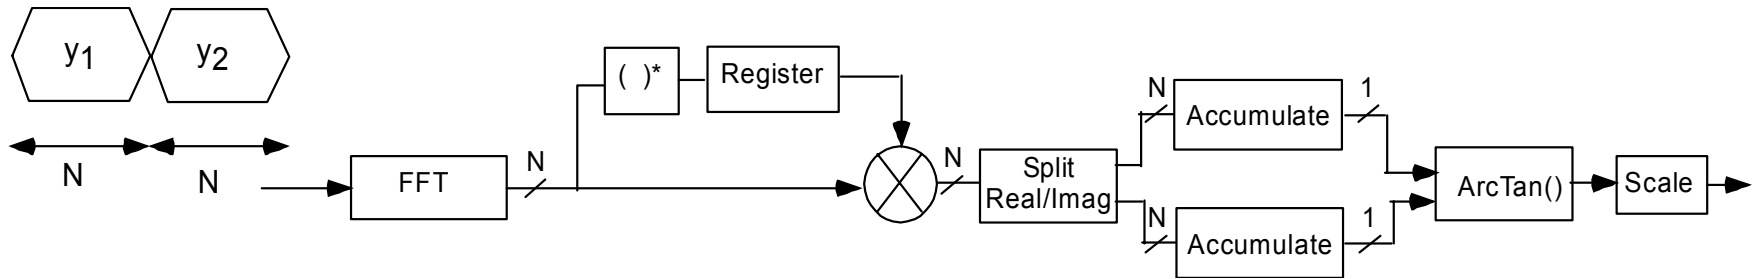 y1
y2
N
N
FFT
N
( )*
Register
N
Split
Real/Imag
N
Accumulate
1
N
Accumulate
1
ArcTan()
Scale